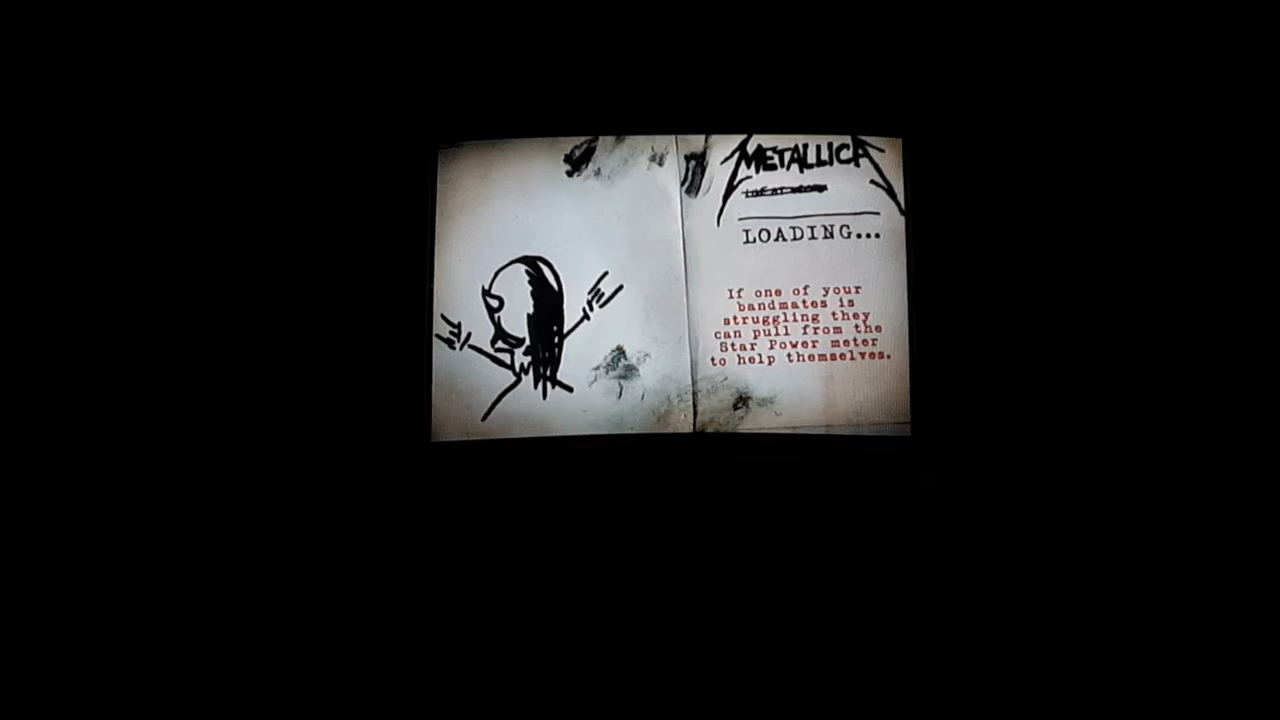 METALLICA
LOADING...
If one of your
bandmates is
struggling they
can pull from the
Star Power meter
to help themselves.